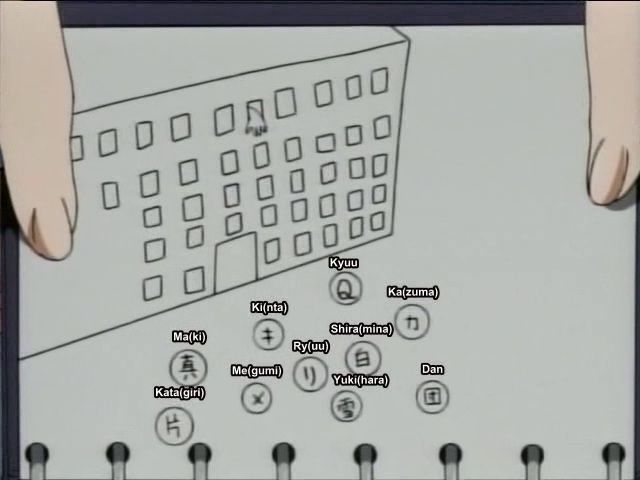 Kyuu
Q
Ka(zuma)
カ
Ki(nta)
キ
Shira(mina)
白
Ma(ki)
真
Ry(uu)
リ
Me(gumi)
メ
Yuki(hara)
雪
Dan
団
Kata(giri)
片